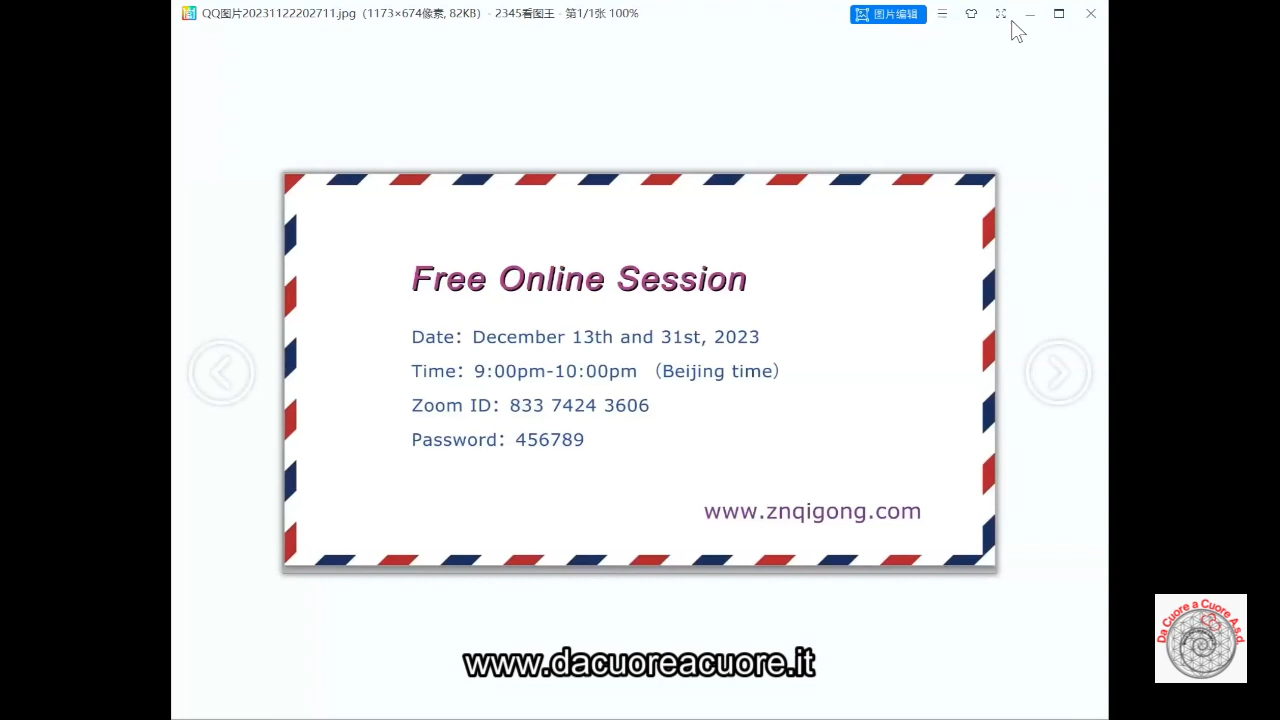 QQ图片20231122202711.jpg（1173×674像素, 82KB）- 2345看图王 - 第1/1张 100%
图片编辑
Free Online Session
Date：December 13th and 31st, 2023
Time：9:00pm-10:00pm （Beijing time）
Zoom ID：833 7424 3606
Password：456789
www.znqigong.com
Da Cuore a Cuore A.s.d.
www.dacuoreacuore.it